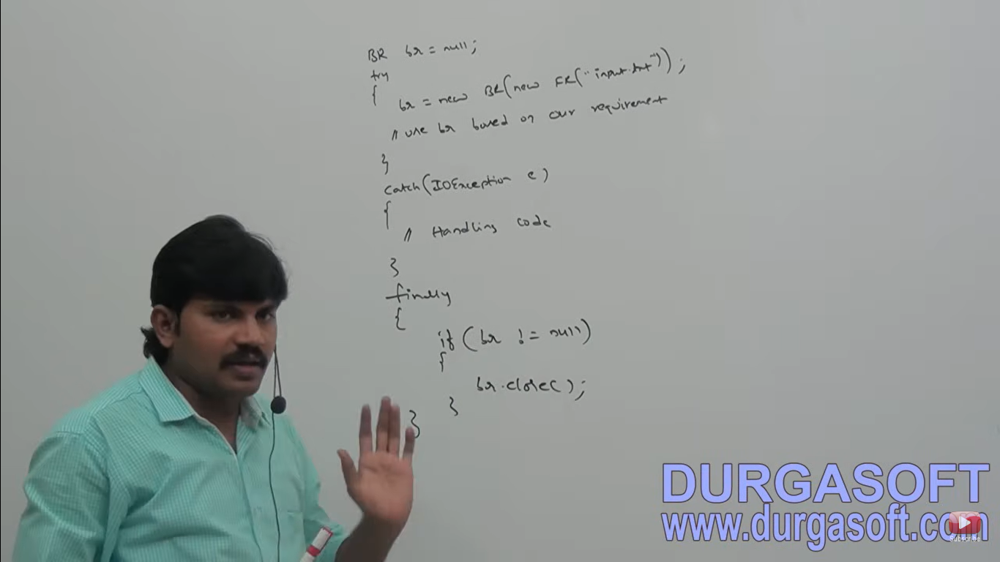 BR br = null;
try
{
br = new BR(new FR("input.txt"));
// use br based on our requirement
}
catch(IOException e)
{
// Handling code
}
finally
{
if (br != null)
{
br.close();
}
}
DURGASOFT
www.durgasoft.com
Subscribe